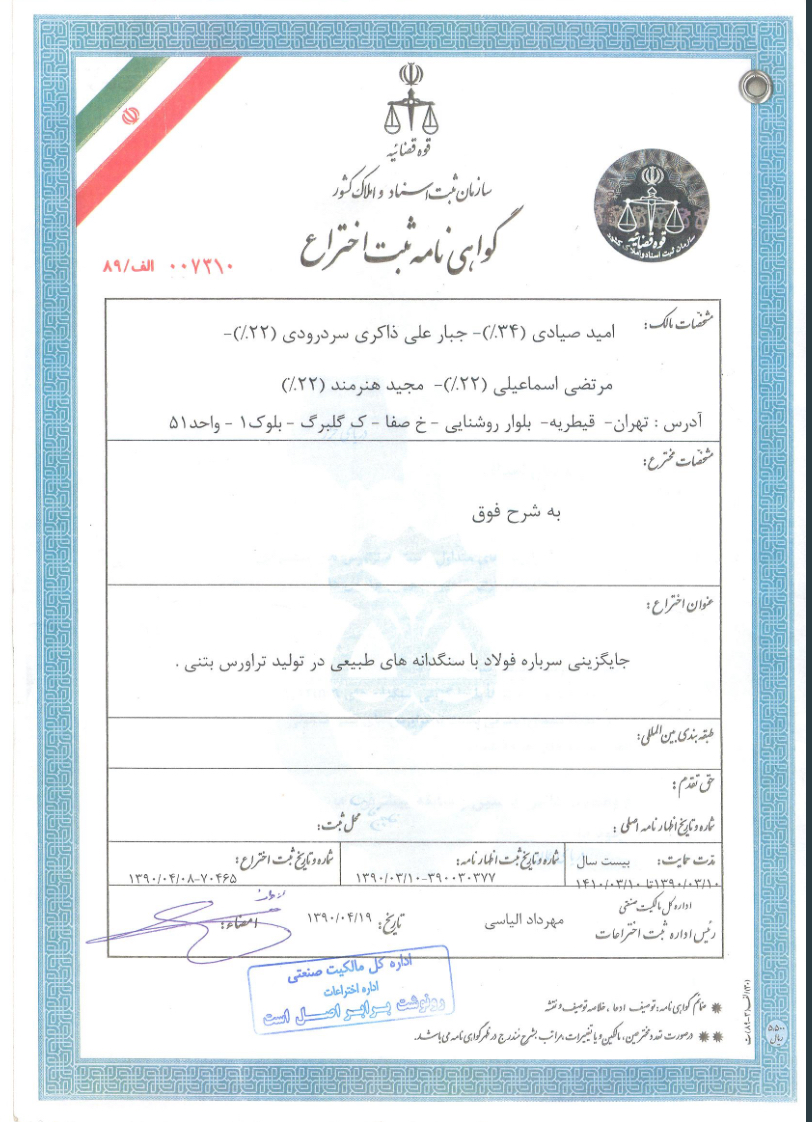 قوه قضائیه
سازمان ثبت اسناد و املاک کشور
گواهی نامه ثبت اختراع
قوه قضائیه
سازمان ثبت اسناد و املاک کشور
۰۰۷۳۱۰ الف/۸۹
مشخصات مالک:
امید صیادی (۳۴٪)- جبار علی ذاکری سردرودی (۲۲٪)-
مرتضی اسماعیلی (۲۲٪)- مجید هنرمند (۲۲٪)
آدرس : تهران- قیطریه- بلوار روشنایی - خ صفا - ک گلبرگ - بلوک۱ - واحد۵۱
مشخصات مخترع:
به شرح فوق
عنوان اختراع:
جایگزینی سرباره فولاد با سنگدانه های طبیعی در تولید تراورس بتنی .
طبقه بندی بین المللی:
حق تقدم:
شماره و تاریخ اظهارنامه اصلی:
محل ثبت:
مدت حمایت: بیست سال
۱۳۹۰/۰۳/۱۰تا ۱۴۱۰/۰۳/۱۰
شماره و تاریخ ثبت اظهارنامه:
۱۳۹۰/۰۳/۱۰-۳۹۰۰۳۰۳۷۷
شماره و تاریخ ثبت اختراع:
۱۳۹۰/۰۴/۰۸-۷۰۴۶۵
اداره کل مالکیت صنعتی
رئیس اداره ثبت اختراعات
مهرداد الیاسی
تاریخ: ۱۳۹۰/۰۴/۱۹
امضاء:
اداره کل مالکیت صنعتی
اداره اختراعات
رونوشت برابر اصل است
❋ ضمائم گواهی نامه: توصیف، ادعا، خلاصه توصیف و نقشه
❋❋ درصورت تعدد مخترعین، مالکین و یا تغییرات، مراتب بشرح مندرج در ظهر گواهی نامه می باشد.
۵,۵۰۰
ریال